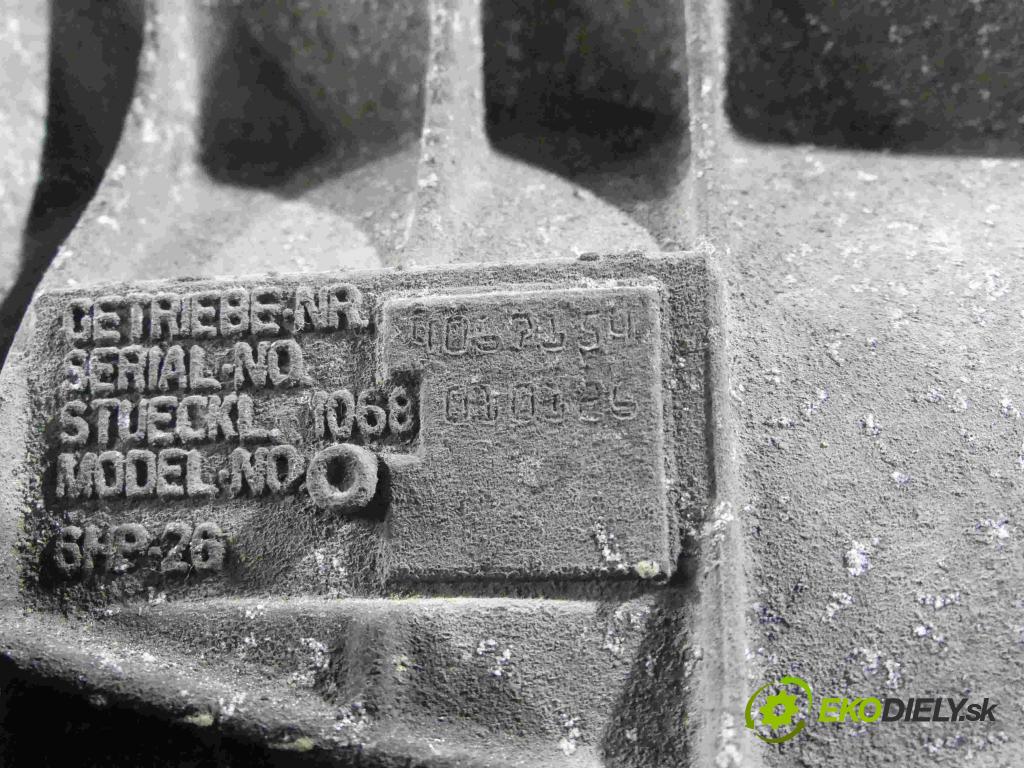 GETRIEBE-NR.
SERIAL-NO.
STUECKL. 1068
MODEL-NO.
6HP-26
EKODIELY.sk